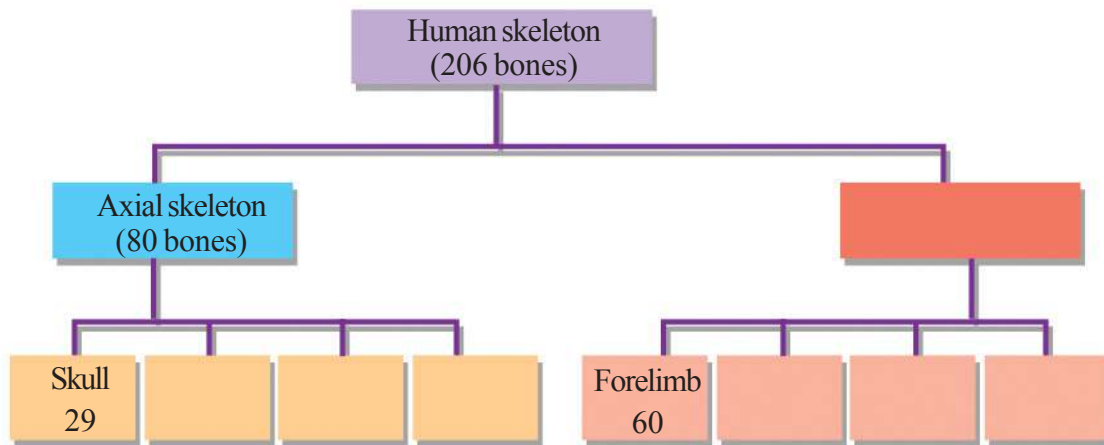 Human skeleton
(206 bones)
Axial skeleton
(80 bones)
Skull
29
Forelimb
60